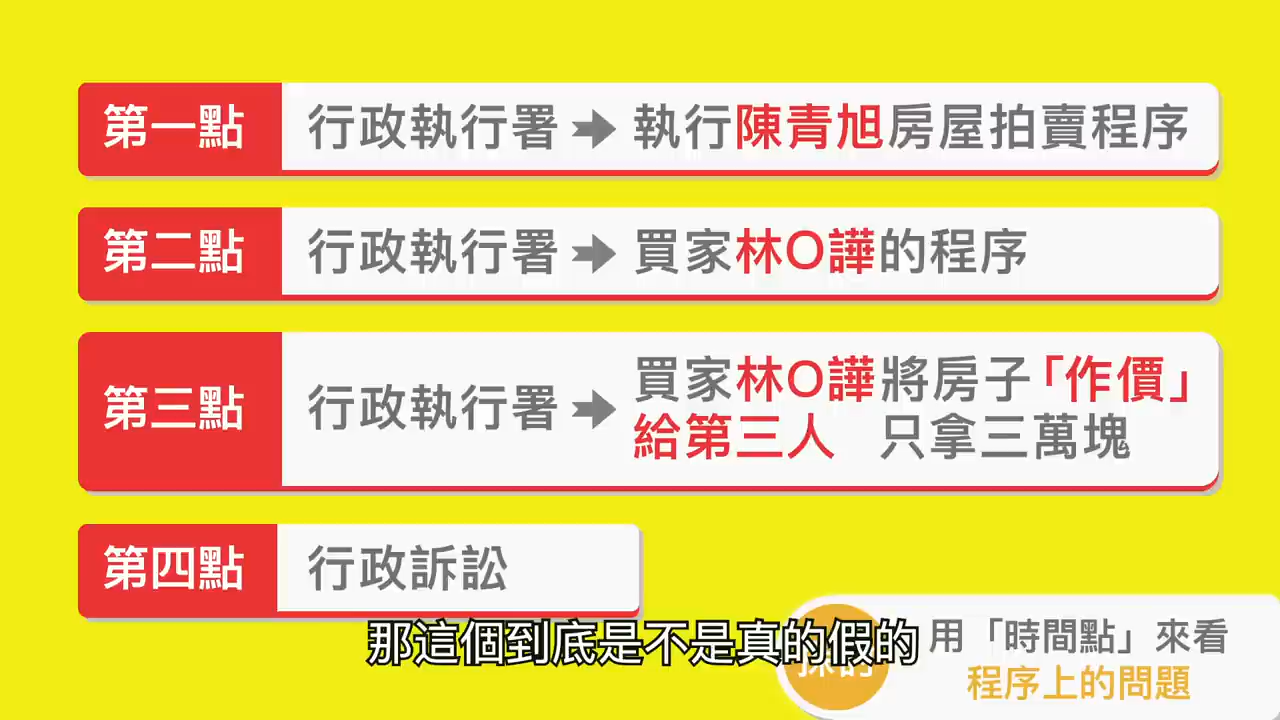 第一點 行政執行署 執行陳青旭房屋拍賣程序
第二點 行政執行署 買家林O譁的程序
第三點 行政執行署 買家林O譁將房子「作價」
給第三人 只拿三萬塊
第四點 行政訴訟
那這個到底是不是真的假的
用「時間點」來看
程序上的問題